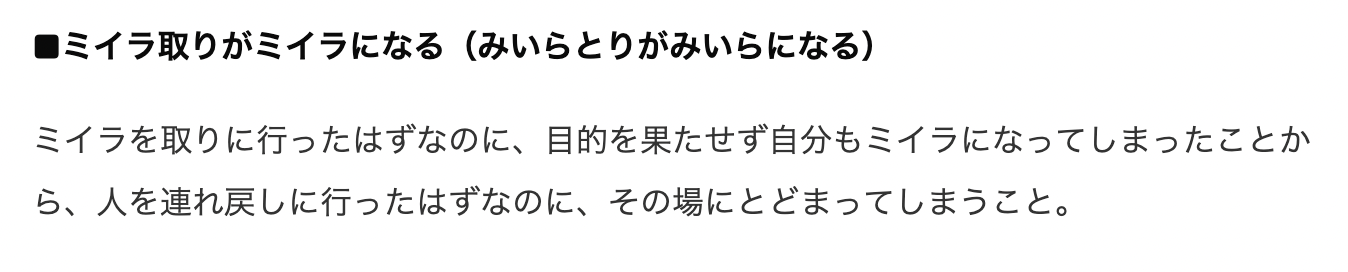 ■ミイラ取りがミイラになる（みいらとりがみいらになる）
ミイラを取りに行ったはずなのに、目的を果たせず自分もミイラになってしまったことか
ら、人を連れ戻しに行ったはずなのに、その場にとどまってしまうこと。